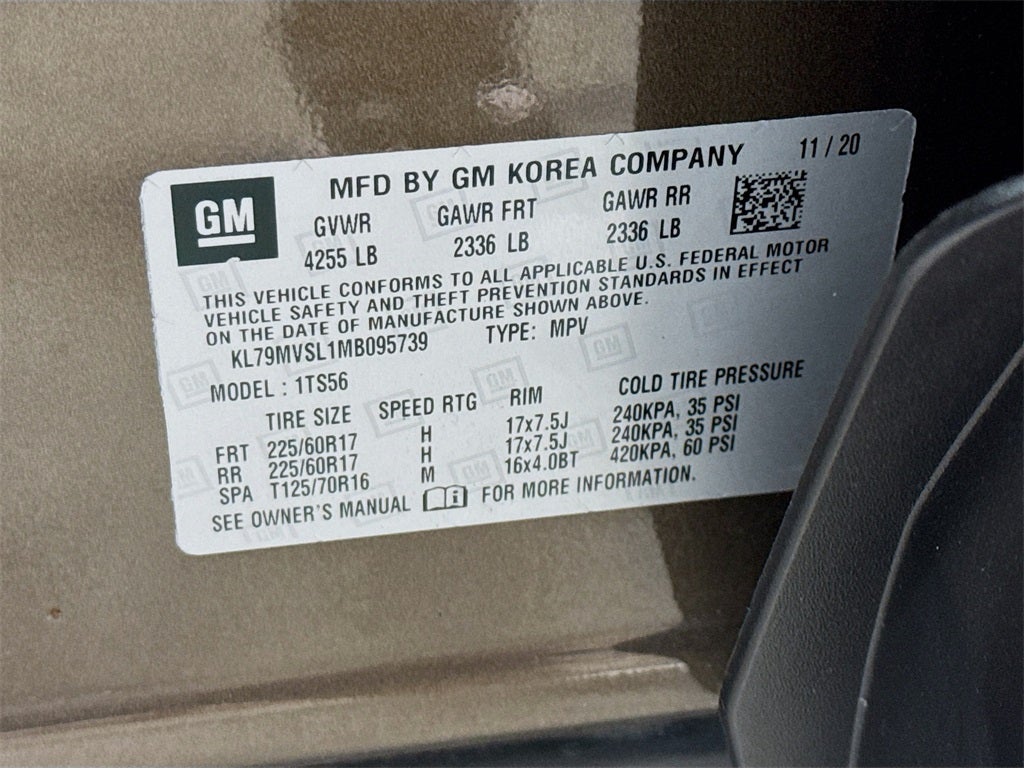 MFD BY GM KOREA COMPANY 11 / 20
GM
GVWR GAWR FRT GAWR RR
4255 LB 2336 LB 2336 LB
THIS VEHICLE CONFORMS TO ALL APPLICABLE U.S. FEDERAL MOTOR
VEHICLE SAFETY AND THEFT PREVENTION STANDARDS IN EFFECT
ON THE DATE OF MANUFACTURE SHOWN ABOVE.
KL79MVSL1MB095739 TYPE: MPV
MODEL : 1TS56
TIRE SIZE SPEED RTG RIM COLD TIRE PRESSURE
FRT 225/60R17 H 17x7.5J 240KPA, 35 PSI
RR 225/60R17 H 17x7.5J 240KPA, 35 PSI
SPA T125/70R16 M 16x4.0BT 420KPA, 60 PSI
SEE OWNER'S MANUAL FOR MORE INFORMATION.